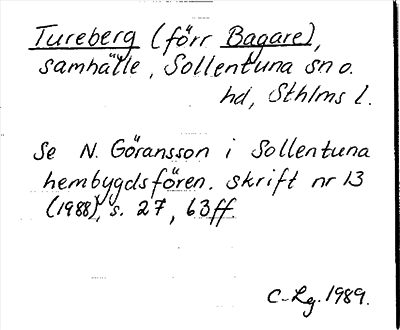 Tureberg (förr Bagare),
samhälle, Sollentuna sn o.
hd, Sthlms l.
Se N. Göransson i Sollentuna
hembygdsfören. skrift nr 13
(1988), s. 27, 63ff.
C-Lg. 1989.